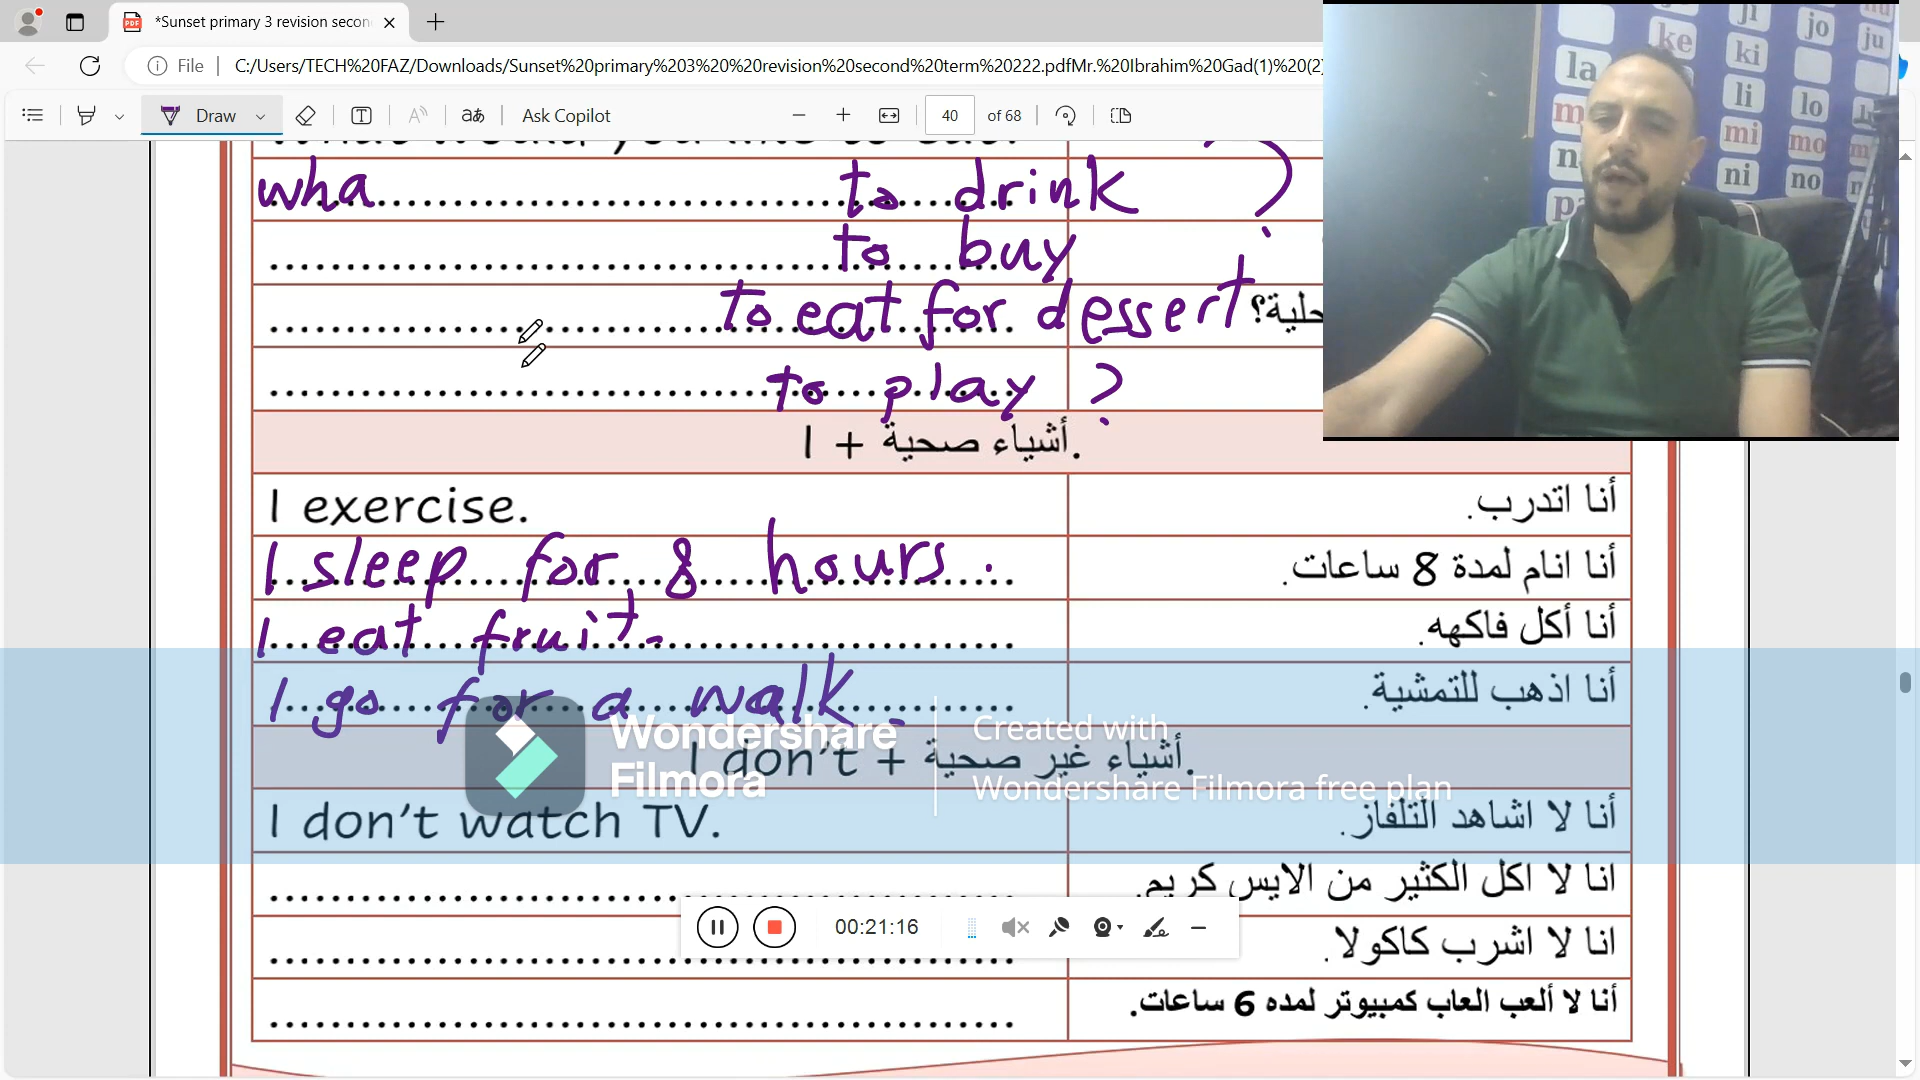 *Sunset primary 3 revision secon
File C:/Users/TECH%20FAZ/Downloads/Sunset%20primary%203%20%20revision%20second%20term%20222.pdfMr.%20Ibrahim%20Gad(1)%20(2)
Draw aあ Ask Copilot 40 of 68
wha to drink ?
to buy
to eat for dessert حلية؟
to play ?
I + أشياء صحية.
I exercise. أنا اتدرب.
I sleep for 8 hours. أنا انام لمدة 8 ساعات.
I eat fruit. أنا أكل فاكهه.
I go for a walk. أنا اذهب للتمشية.
I don't + أشياء غير صحية.
I don't watch TV. أنا لا اشاهد التلفاز.
انا لا اكل الكثير من الايس كريم.
انا لا اشرب كاكولا.
أنا لا ألعب العاب كمبيوتر لمده 6 ساعات.
Wondershare Filmora
Created with
Wondershare Filmora free plan
00:21:16
ke ji jo ju
la ki
li lo
mi mo
ni no